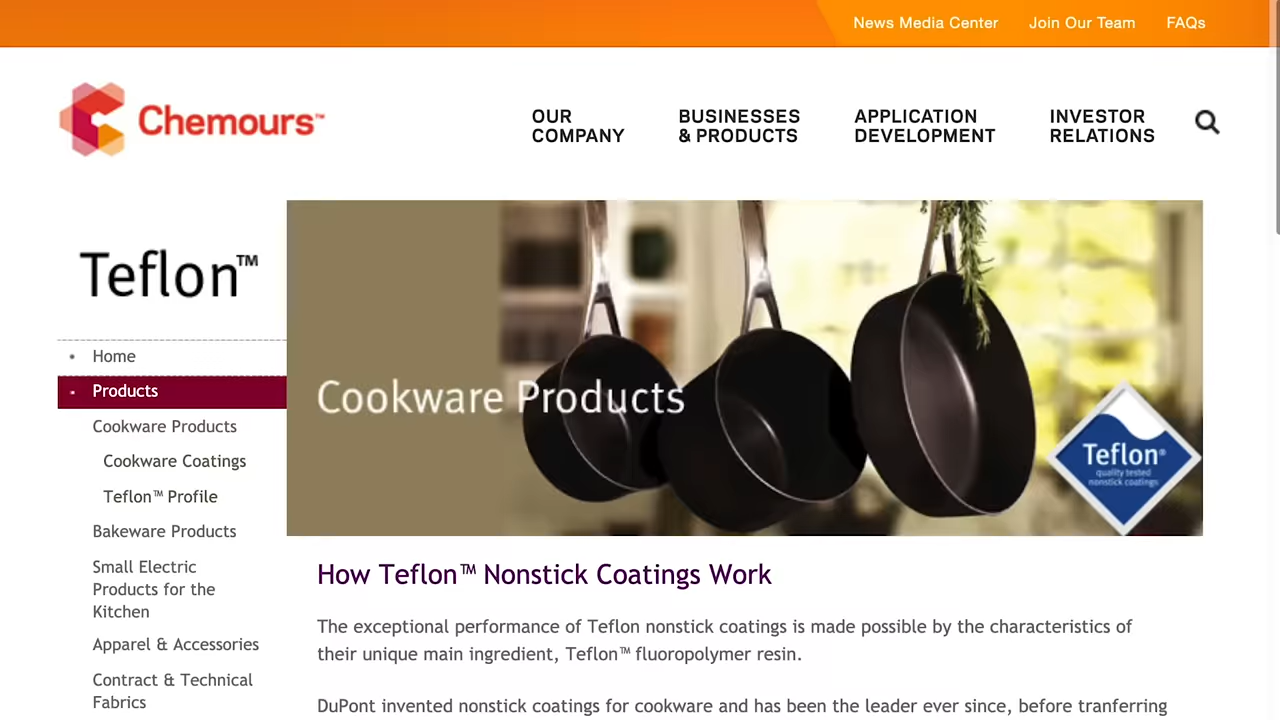 News Media Center Join Our Team FAQs
Chemours™
OUR
COMPANY
BUSINESSES
& PRODUCTS
APPLICATION
DEVELOPMENT
INVESTOR
RELATIONS
Teflon™
Home
Products
Cookware Products
Cookware Coatings
Teflon™ Profile
Bakeware Products
Small Electric
Products for the
Kitchen
Apparel & Accessories
Contract & Technical
Fabrics
Cookware Products
Teflon®
quality tested
nonstick coatings
How Teflon™ Nonstick Coatings Work
The exceptional performance of Teflon nonstick coatings is made possible by the characteristics of
their unique main ingredient, Teflon™ fluoropolymer resin.
DuPont invented nonstick coatings for cookware and has been the leader ever since, before tranferring